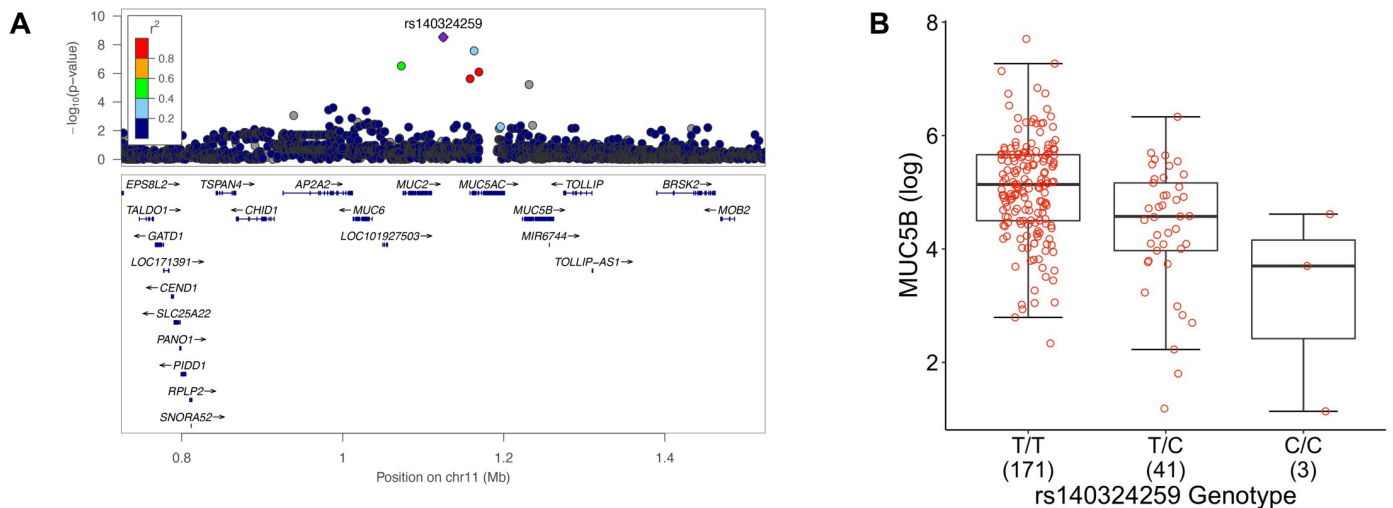 A
rs140324259
10
8
6
4
2
0
−log10(p-value)
r2
0.8
0.6
0.4
0.2
EPS8L2→ TSPAN4→ AP2A2→ MUC2→ MUC5AC→ ←TOLLIP BRSK2→
TALDO1→ ←CHID1 ←MUC6 MUC5B→ ←MOB2
←GATD1 LOC101927503→ MIR6744→
LOC171391→ TOLLIP-AS1→
←CEND1
←SLC25A22
PANO1→
←PIDD1
RPLP2→
SNORA52→
0.8 1 1.2 1.4
Position on chr11 (Mb)
B
8
6
4
2
MUC5B (log)
T/T T/C C/C
(171) (41) (3)
rs140324259 Genotype